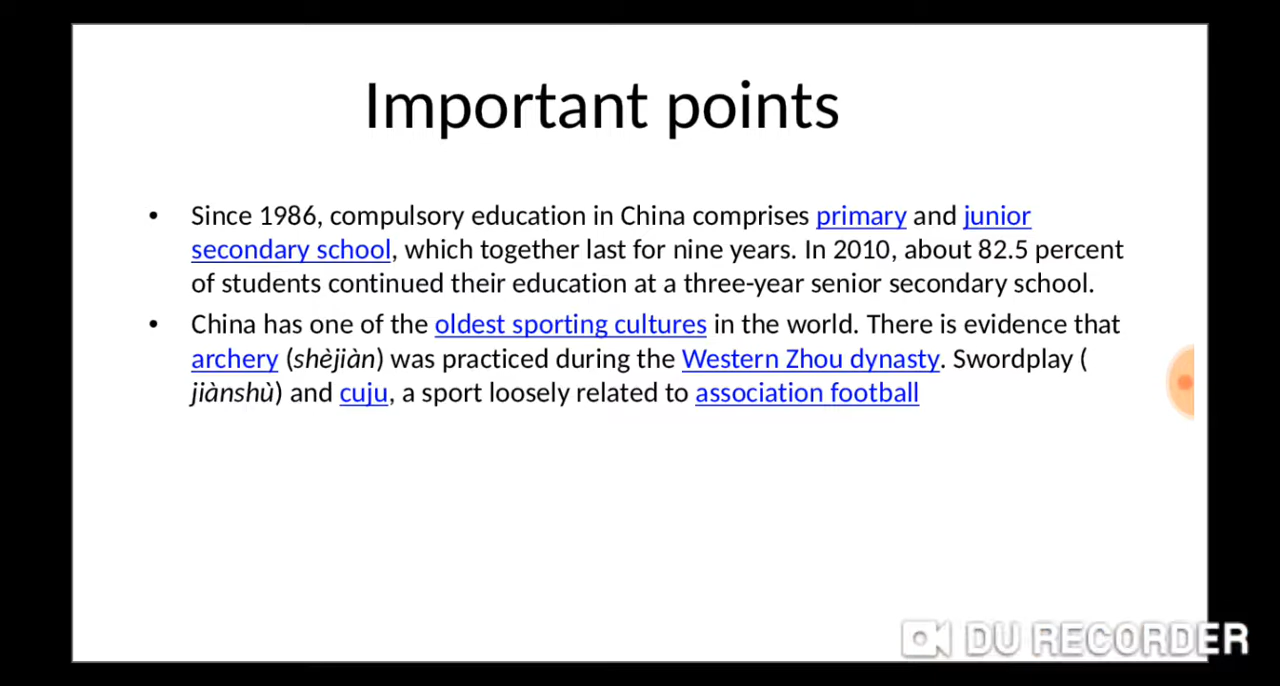 Important points
• Since 1986, compulsory education in China comprises primary and junior
secondary school, which together last for nine years. In 2010, about 82.5 percent
of students continued their education at a three-year senior secondary school.
• China has one of the oldest sporting cultures in the world. There is evidence that
archery (shèjiàn) was practiced during the Western Zhou dynasty. Swordplay (
jiànshù) and cuju, a sport loosely related to association football
DU RECORDER